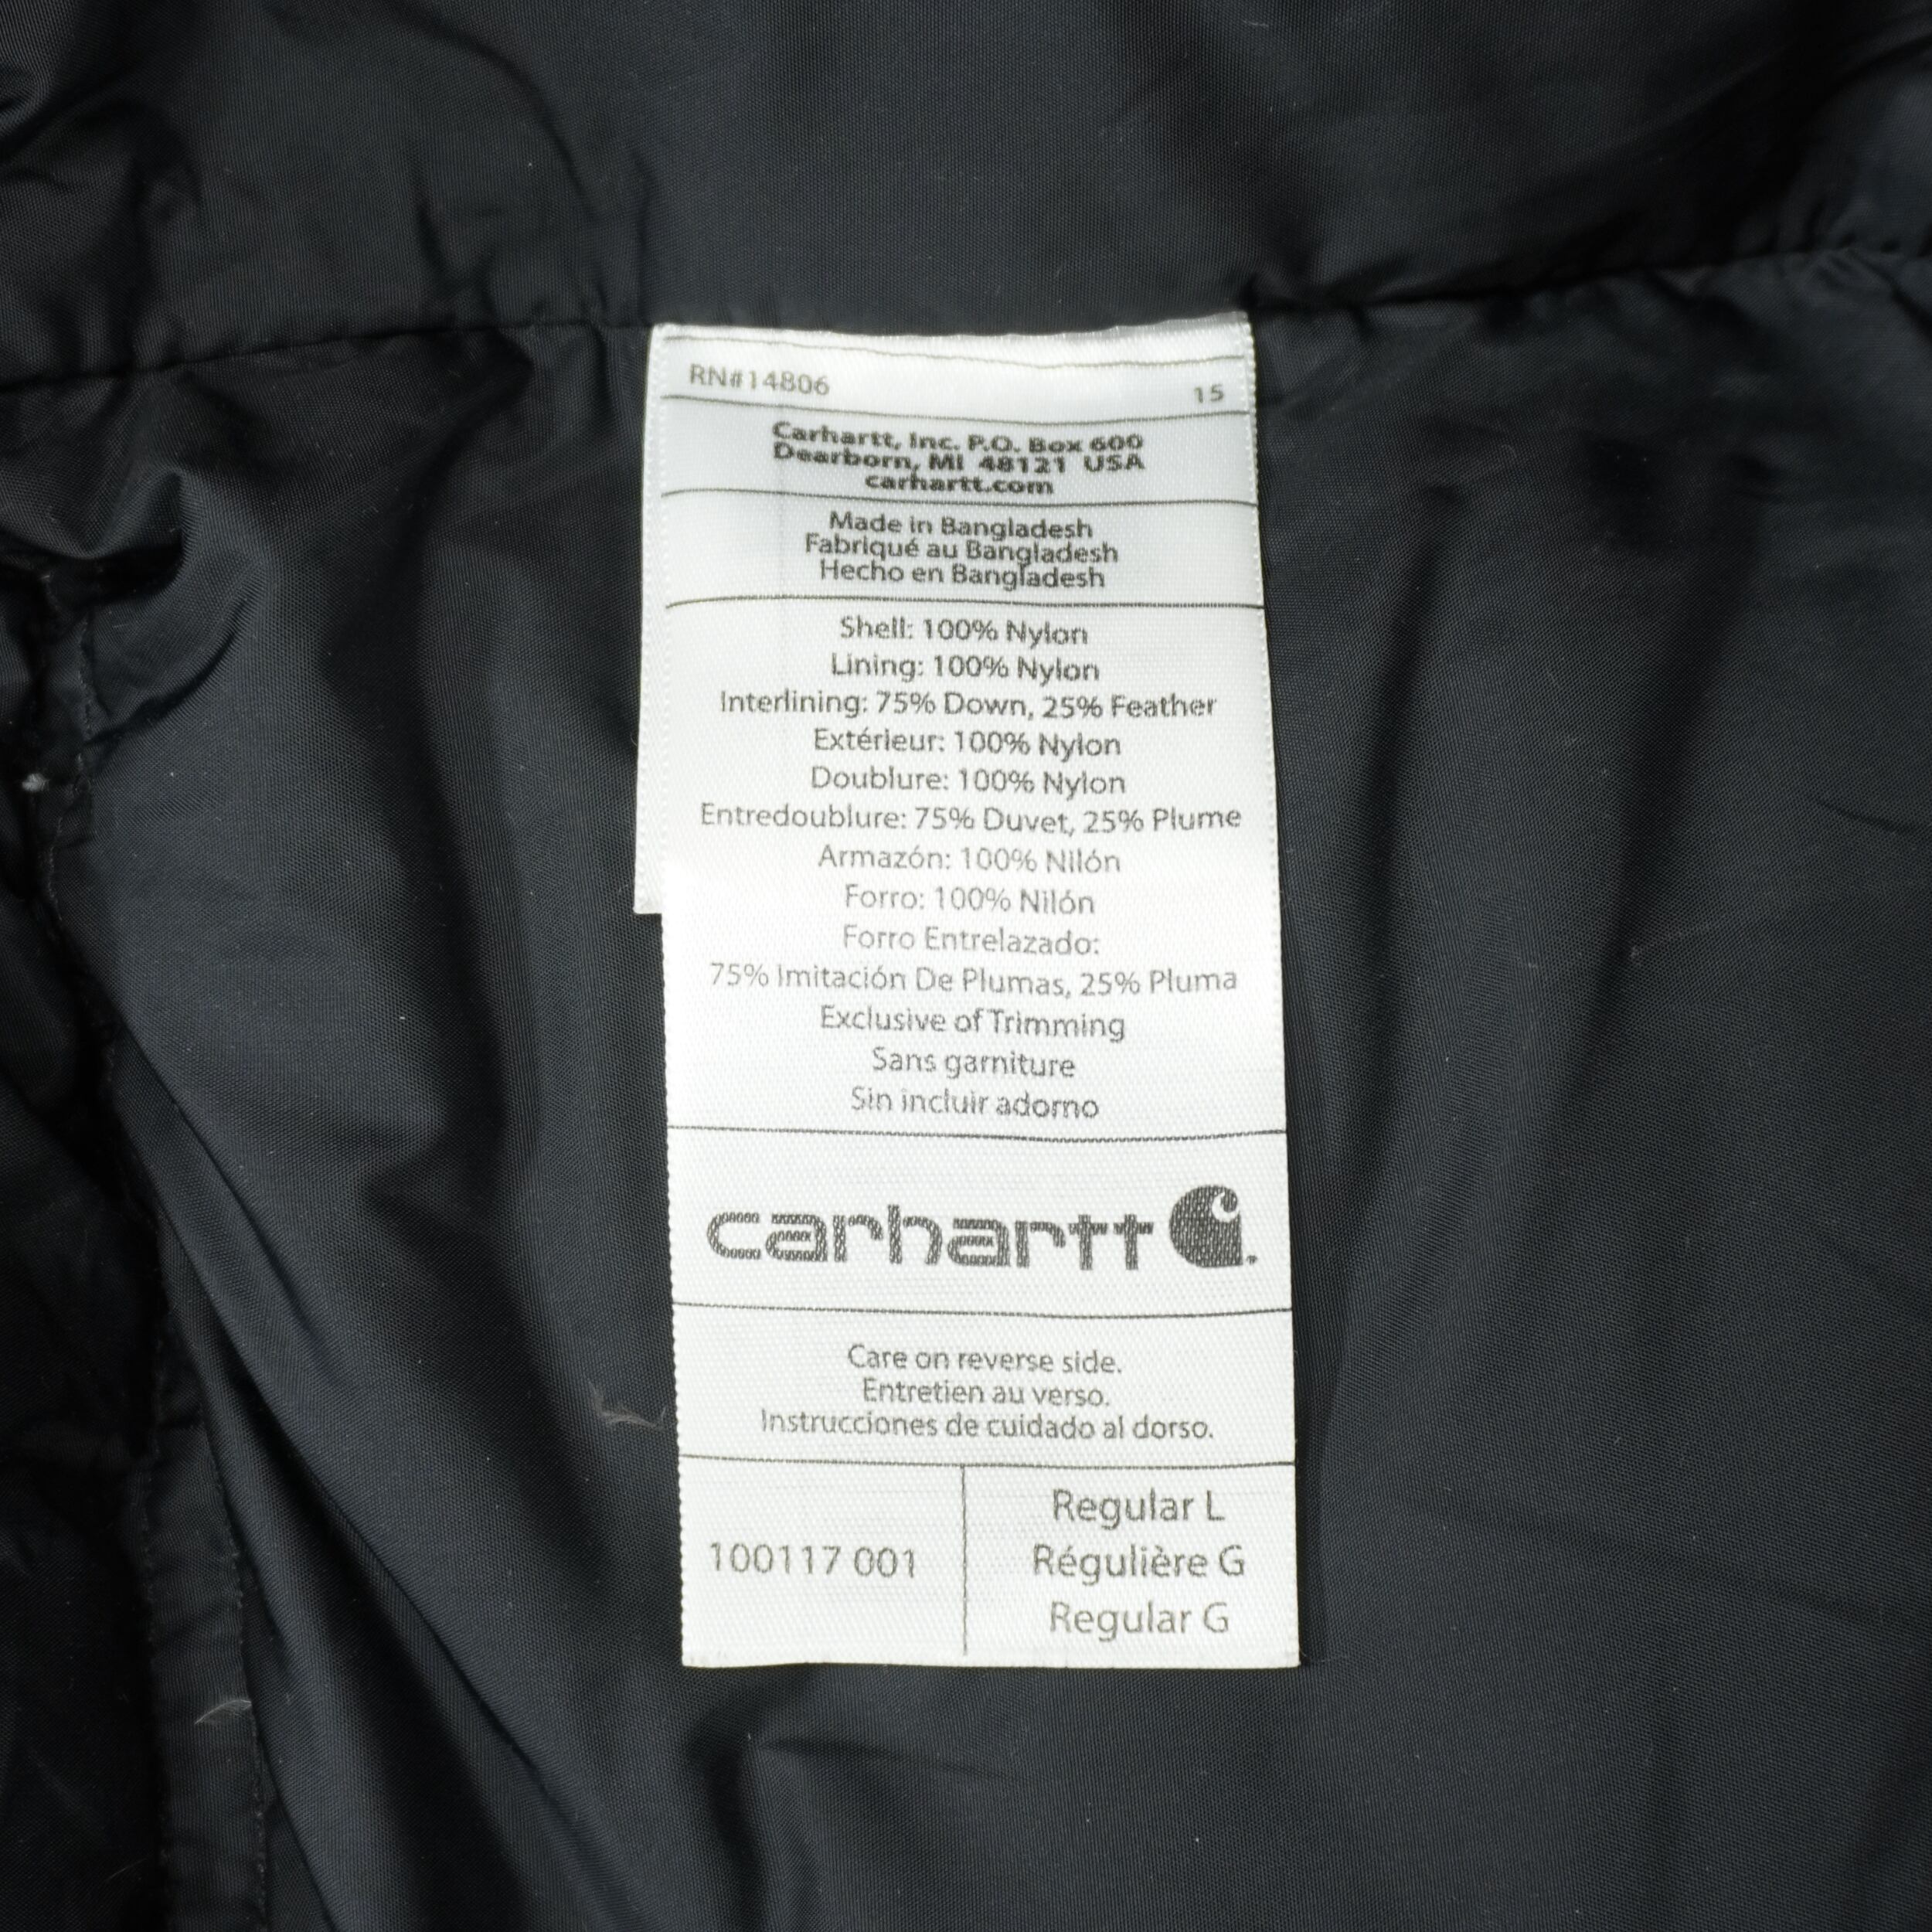 RN#14806 15
Carhartt, Inc. P.O. Box 600
Dearborn, MI 48121 USA
carhartt.com
Made in Bangladesh
Fabriqué au Bangladesh
Hecho en Bangladesh
Shell: 100% Nylon
Lining: 100% Nylon
Interlining: 75% Down, 25% Feather
Extérieur: 100% Nylon
Doublure: 100% Nylon
Entredoublure: 75% Duvet, 25% Plume
Armazón: 100% Nilón
Forro: 100% Nilón
Forro Entrelazado:
75% Imitación De Plumas, 25% Pluma
Exclusive of Trimming
Sans garniture
Sin incluir adorno
carhartt
Care on reverse side.
Entretien au verso.
Instrucciones de cuidado al dorso.
100117 001
Regular L
Régulière G
Regular G